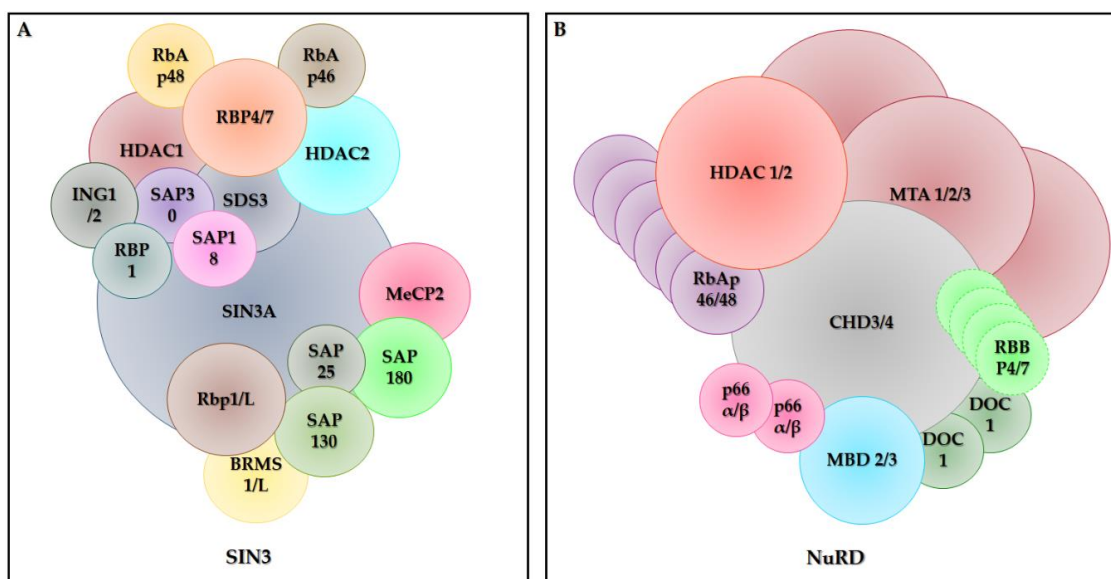 A
RbA
p48
RbA
p46
RBP4/7
HDAC1
HDAC2
ING1
/2
SAP3
0
SDS3
RBP
1
SAP1
8
MeCP2
SIN3A
SAP
25
SAP
180
Rbp1/L
SAP
130
BRMS
1/L
SIN3
B
HDAC 1/2
MTA 1/2/3
RbAp
46/48
CHD3/4
RBB
P4/7
p66
α/β
p66
α/β
DOC
1
DOC
1
MBD 2/3
NuRD